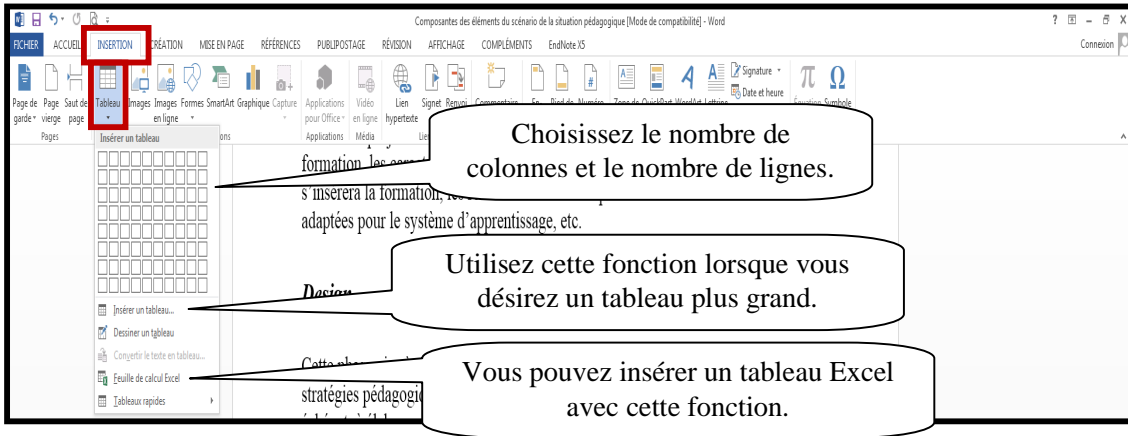 Composantes des éléments du scénario de la situation pédagogique [Mode de compatibilité] - Word
FICHIER ACCUEIL INSERTION CRÉATION MISE EN PAGE RÉFÉRENCES PUBLIPOSTAGE RÉVISION AFFICHAGE COMPLÉMENTS EndNote X5 Connexion
Page de Page Saut de Tableau Images Images Formes SmartArt Graphique Capture Applications Vidéo Lien Signet Renvoi Commentaire
garde vierge page en ligne pour Office en ligne hypertexte
Signature
Date et heure
Équation Symbole
Pages Applications Média
Insérer un tableau
Insérer un tableau...
Dessiner un tableau
Convertir le texte en tableau...
Feuille de calcul Excel
Tableaux rapides
Choisissez le nombre de
colonnes et le nombre de lignes.
formation, les
s'insérera la formation,
adaptées pour le système d'apprentissage, etc.
Utilisez cette fonction lorsque vous
désirez un tableau plus grand.
Design
Vous pouvez insérer un tableau Excel
avec cette fonction.
Cette
stratégies